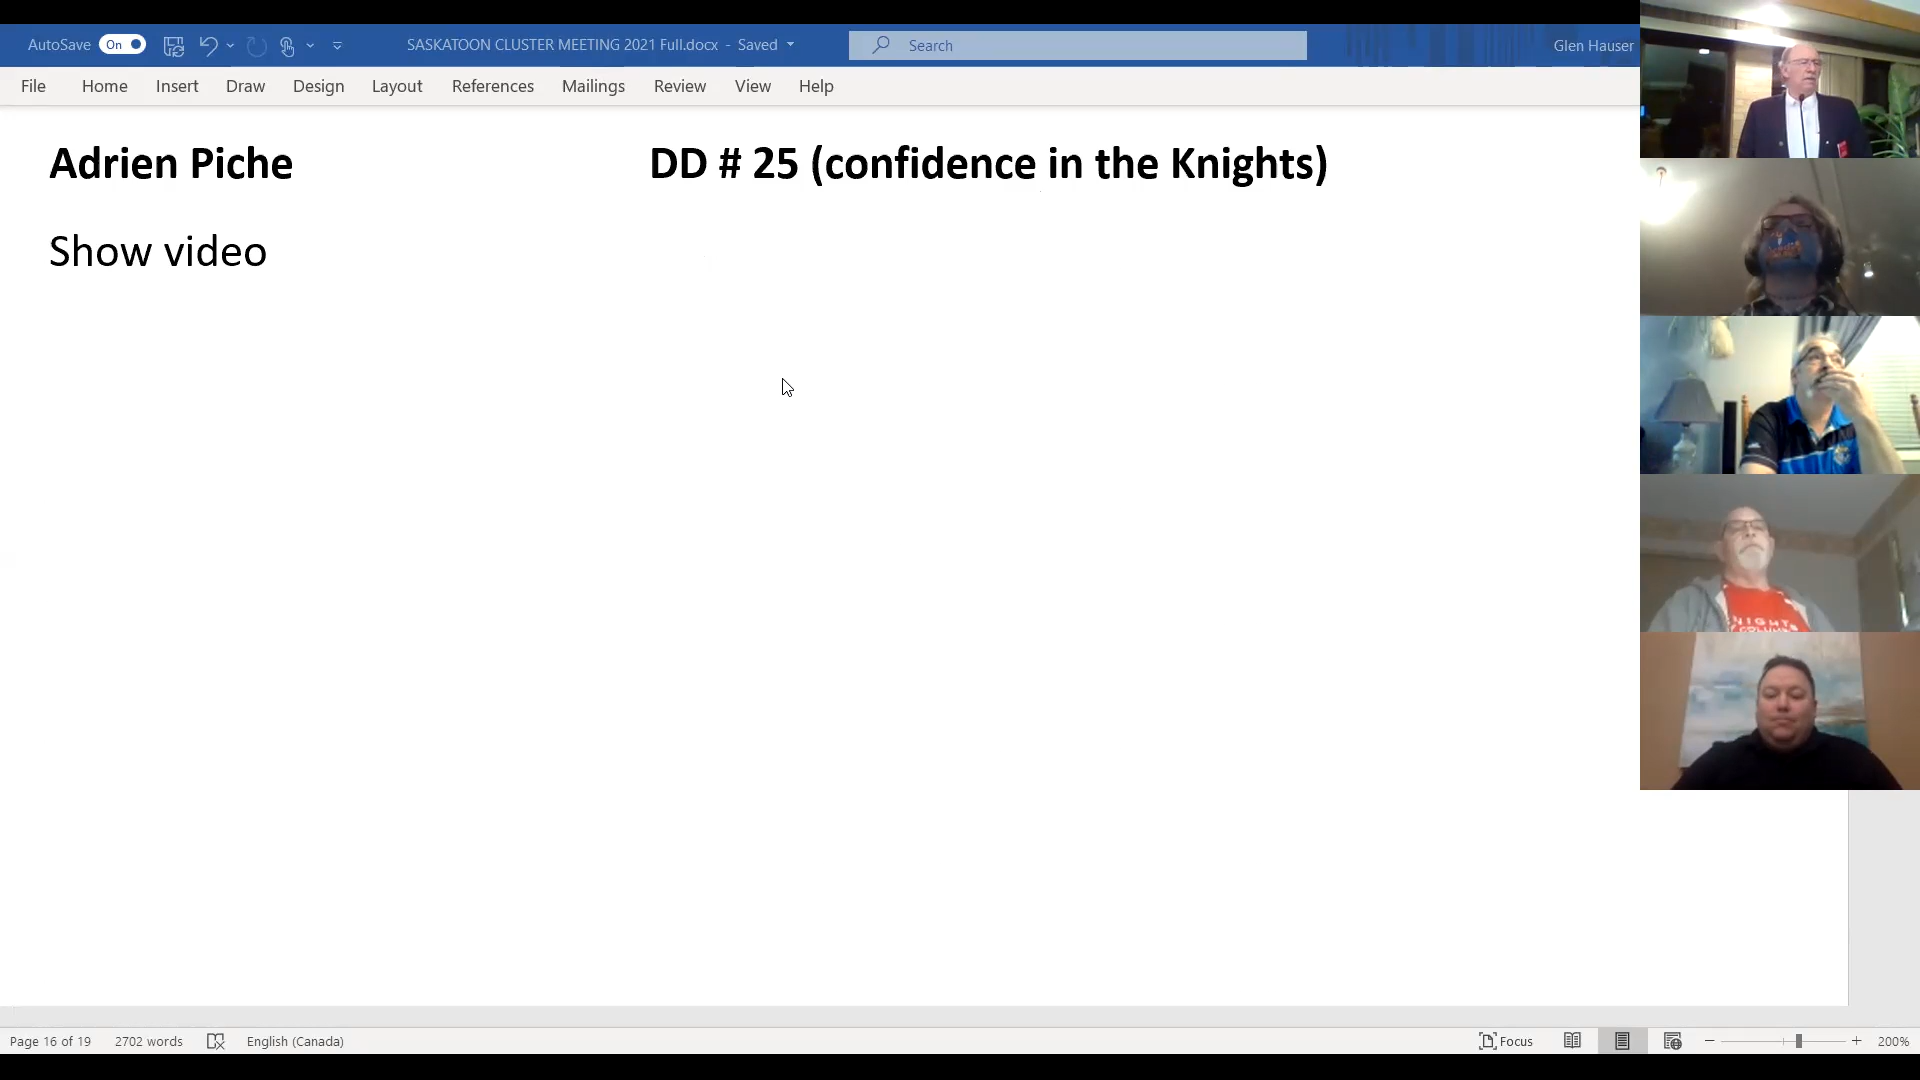 AutoSave On SASKATOON CLUSTER MEETING 2021 Full.docx - Saved Search Glen Hauser
File Home Insert Draw Design Layout References Mailings Review View Help
Adrien Piche DD # 25 (confidence in the Knights)
Show video
Page 16 of 19 2702 words English (Canada) Focus 200%